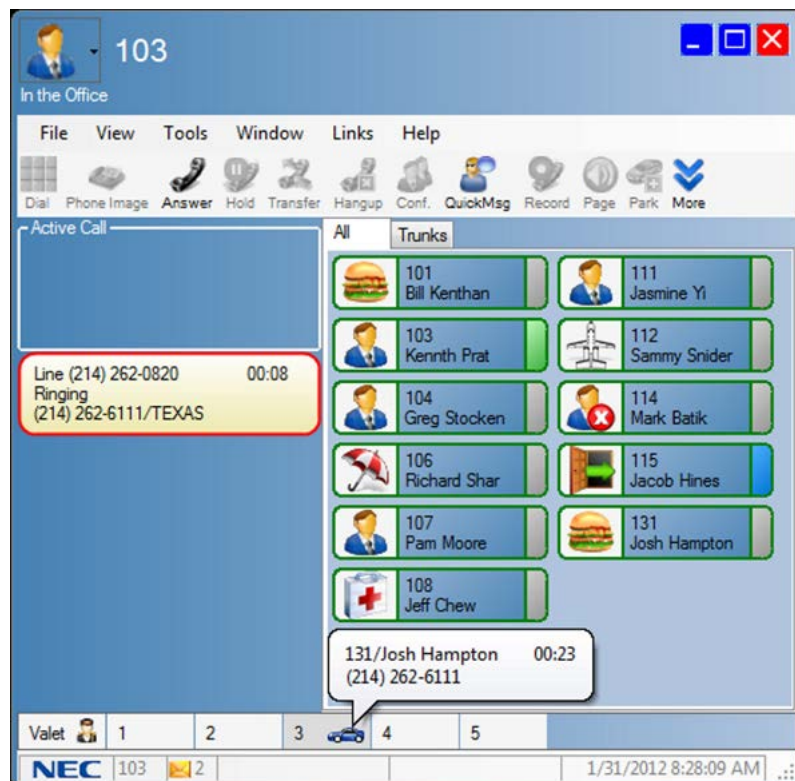 103
In the Office
File View Tools Window Links Help
Dial Phone Image Answer Hold Transfer Hangup Conf. QuickMsg Record Page Park More
Active Call
All Trunks
101
Bill Kenthan
111
Jasmine Yi
103
Kennth Prat
112
Sammy Snider
Line (214) 262-0820 00:08
Ringing
(214) 262-6111/TEXAS
104
Greg Stocken
114
Mark Batik
106
Richard Shar
115
Jacob Hines
107
Pam Moore
131
Josh Hampton
108
Jeff Chew
131/Josh Hampton 00:23
(214) 262-6111
Valet 1 2 3 4 5
NEC 103 2 1/31/2012 8:28:09 AM